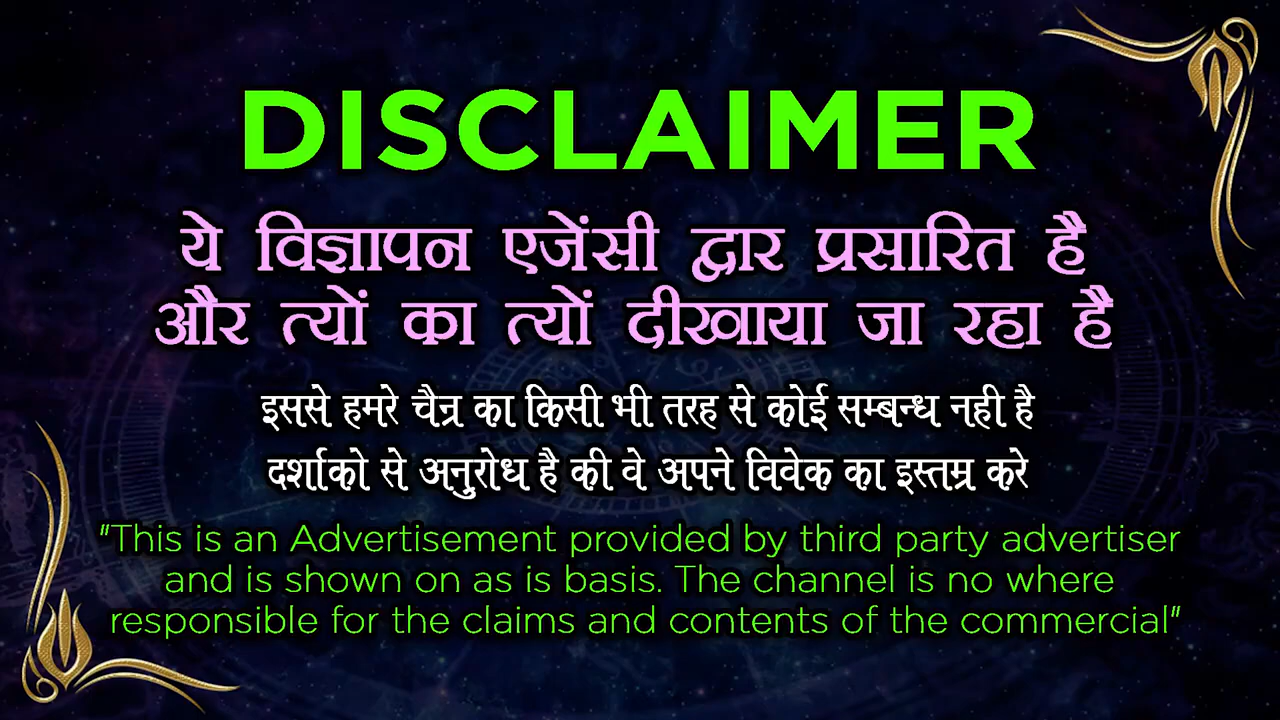 DISCLAIMER
ये विज्ञापन एजेंसी द्वार प्रसारित है
और त्यों का त्यों दीखाया जा रहा है
इससे हमरे चैन्र का किसी भी तरह से कोई सम्बन्ध नही है
दर्शाको से अनुरोध है की वे अपने विवेक का इस्तम्र करे
"This is an Advertisement provided by third party advertiser
and is shown on as is basis. The channel is no where
responsible for the claims and contents of the commercial"